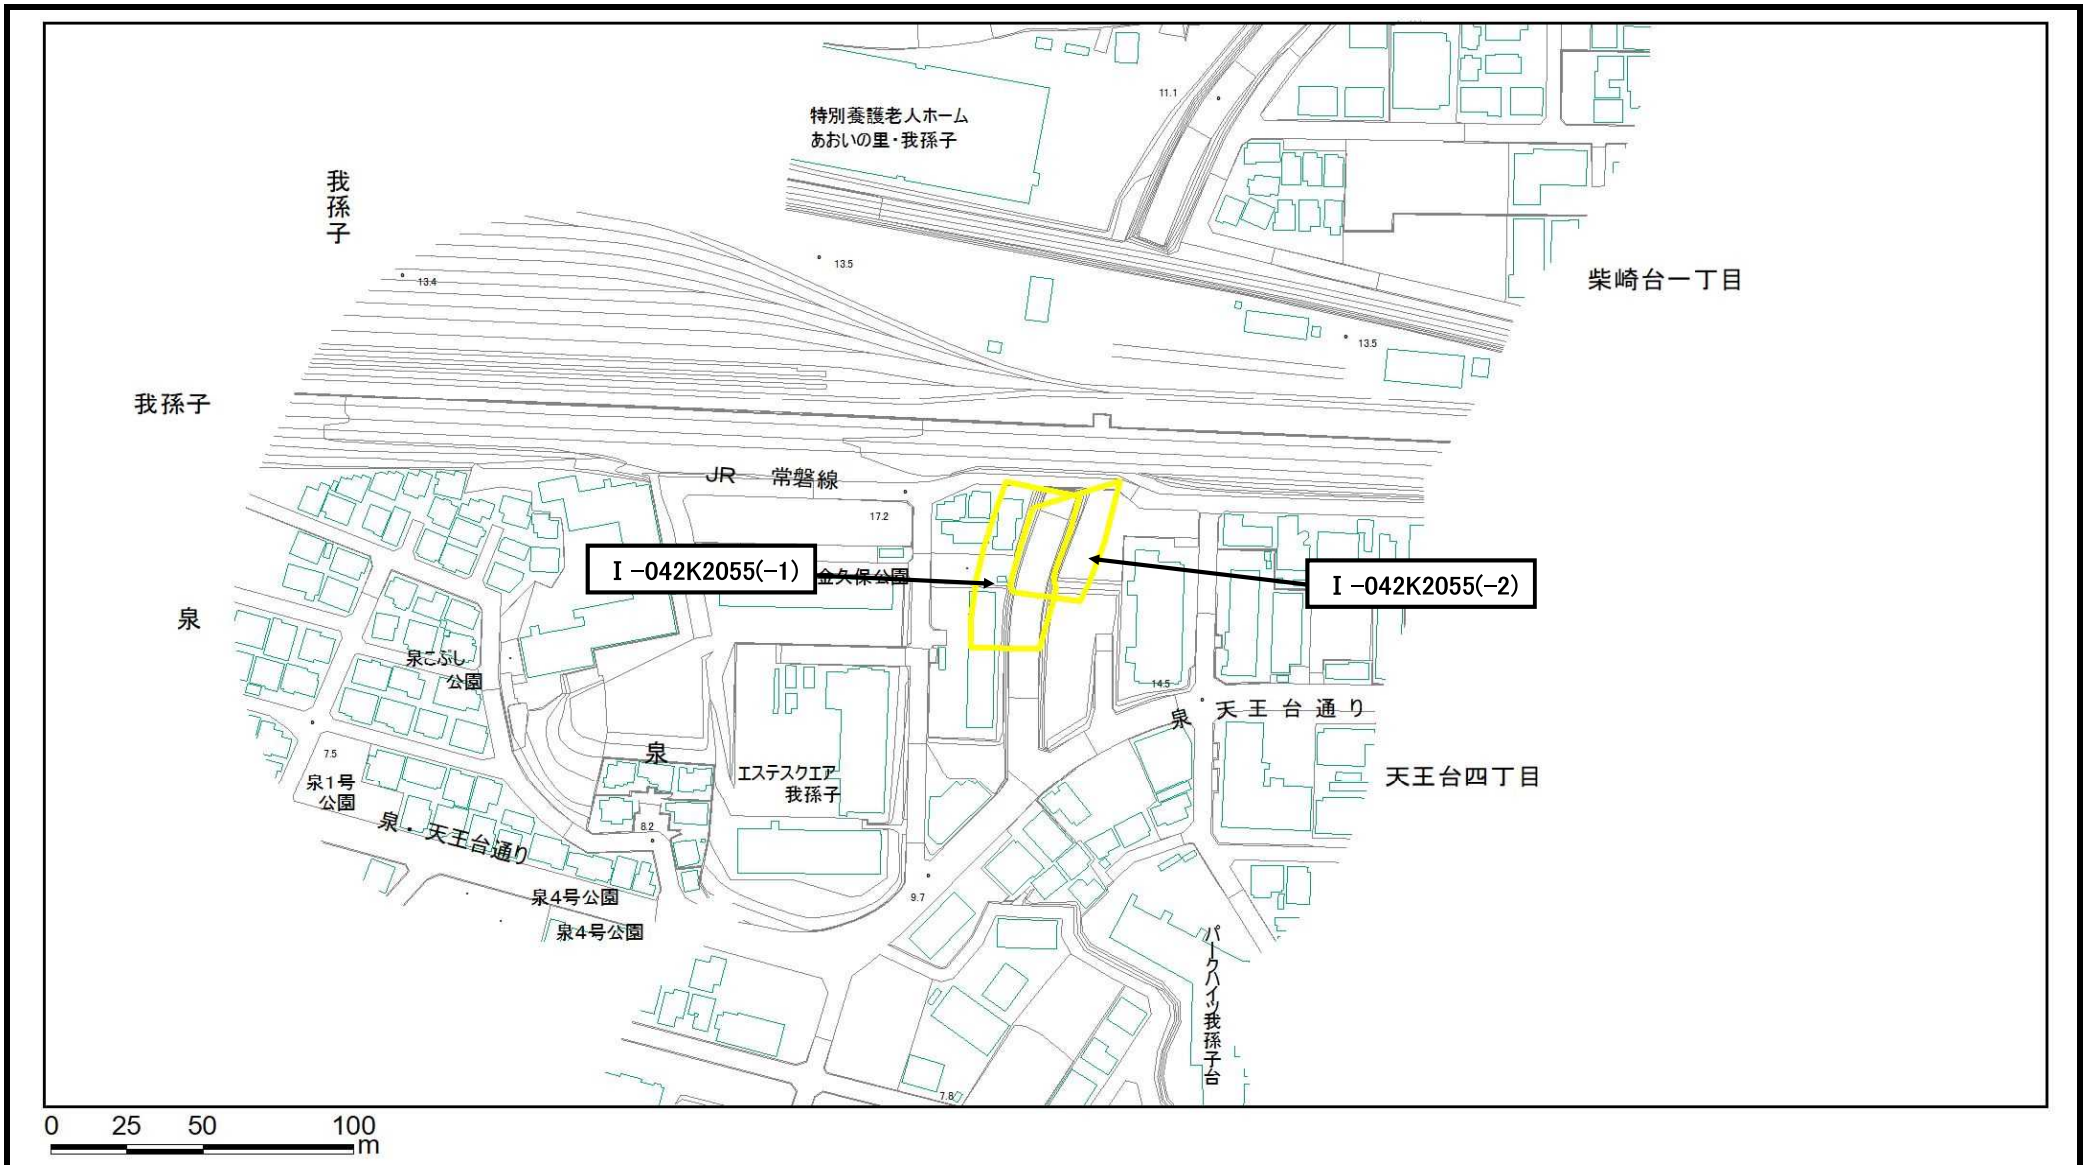 11.1
特別養護老人ホーム
あおいの里・我孫子
我孫子
13.5
13.4
柴崎台一丁目
13.5
我孫子
JR 常磐線
17.2
I-042K2055(-1)
金久保公園
I-042K2055(-2)
泉
泉こぶし
公園
14.5
泉・天王台通り
泉
7.5
泉1号
公園
エステスクエア
我孫子
天王台四丁目
泉・天王台通り
8.2
泉4号公園
9.7
泉4号公園
パークハイツ我孫子台
7.8
0 25 50 100
m